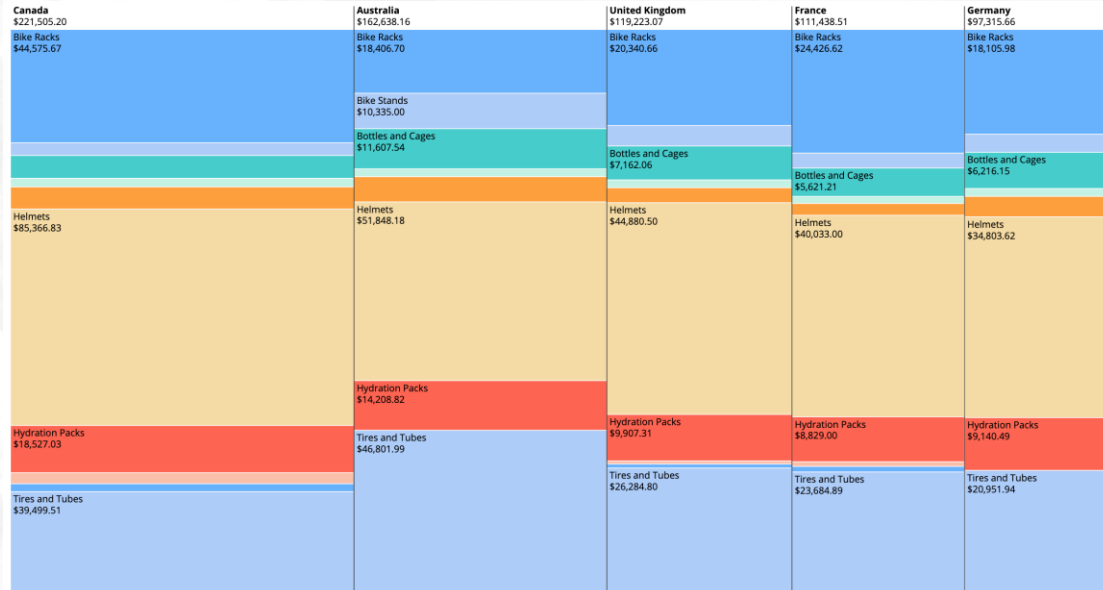 Canada
$221,505.20
Bike Racks
$44,575.67
Helmets
$85,366.83
Hydration Packs
$18,527.03
Tires and Tubes
$39,499.51
Australia
$162,638.16
Bike Racks
$18,406.70
Bike Stands
$10,335.00
Bottles and Cages
$11,607.54
Helmets
$51,848.18
Hydration Packs
$14,208.82
Tires and Tubes
$46,801.99
United Kingdom
$119,223.07
Bike Racks
$20,340.66
Bottles and Cages
$7,162.06
Helmets
$44,880.50
Hydration Packs
$9,907.31
Tires and Tubes
$26,284.80
France
$111,438.51
Bike Racks
$24,426.62
Bottles and Cages
$5,621.21
Helmets
$40,033.00
Hydration Packs
$8,829.00
Tires and Tubes
$23,684.89
Germany
$97,315.66
Bike Racks
$18,105.98
Bottles and Cages
$6,216.15
Helmets
$34,803.62
Hydration Packs
$9,140.49
Tires and Tubes
$20,951.94